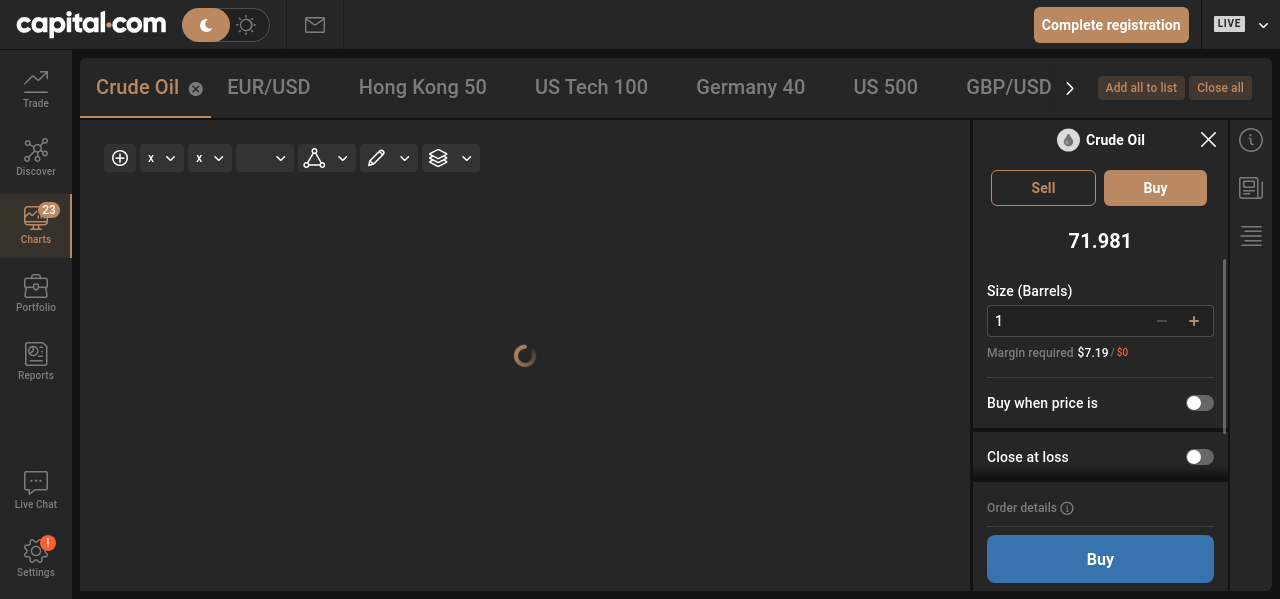 capital.com
Complete registration
LIVE
Trade
Discover
23
Charts
Portfolio
Reports
Live Chat
!
Settings
Crude Oil
EUR/USD
Hong Kong 50
US Tech 100
Germany 40
US 500
GBP/USD
Add all to list
Close all
x
x
Crude Oil
Sell
Buy
71.981
Size (Barrels)
1
Margin required $7.19 / $0
Buy when price is
Close at loss
Order details
Buy